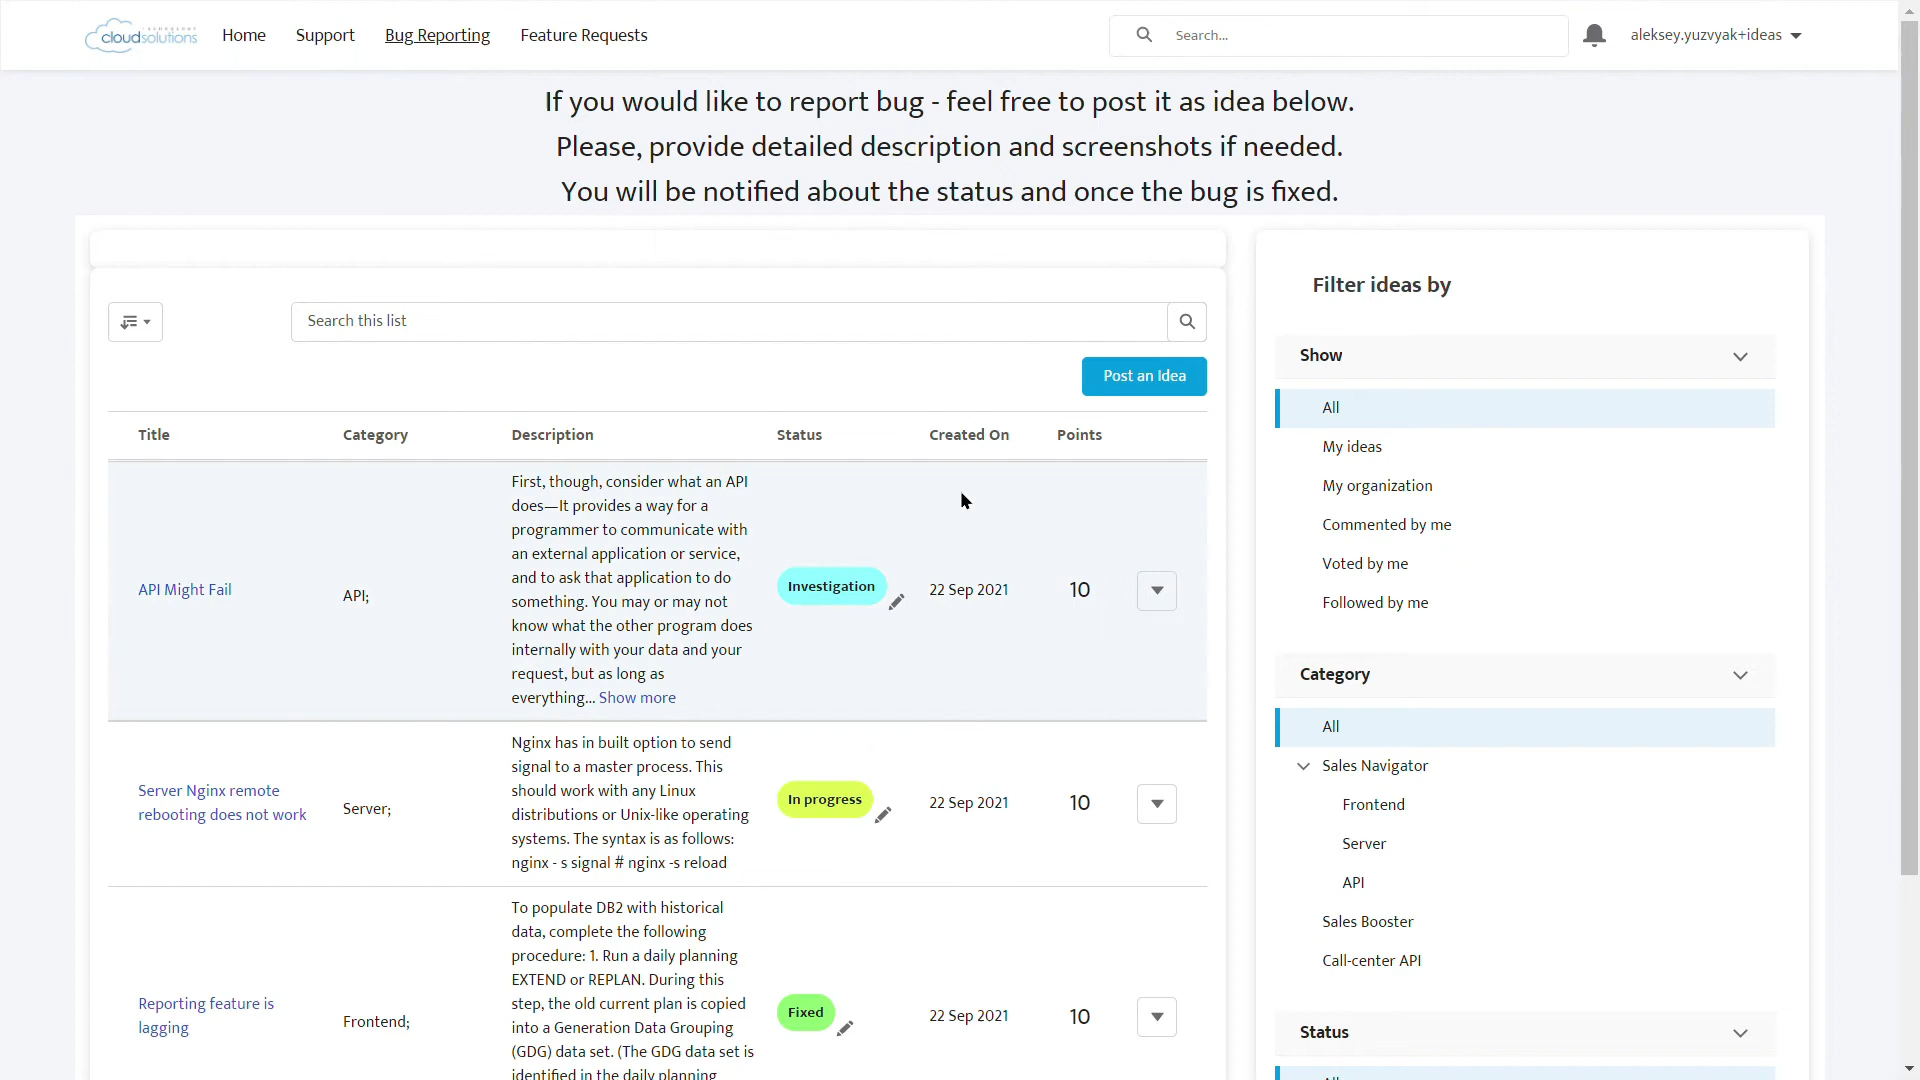 cloudsolutions
Home
Support
Bug Reporting
Feature Requests
Search...
aleksey.yuzvyak+ideas
If you would like to report bug - feel free to post it as idea below.
Please, provide detailed description and screenshots if needed.
You will be notified about the status and once the bug is fixed.
Search this list
Post an Idea
Title
Category
Description
Status
Created On
Points
API Might Fail
API;
First, though, consider what an API
does—It provides a way for a
programmer to communicate with
an external application or service,
and to ask that application to do
something. You may or may not
know what the other program does
internally with your data and your
request, but as long as
everything... Show more
Investigation
22 Sep 2021
10
Server Nginx remote
rebooting does not work
Server;
Nginx has in built option to send
signal to a master process. This
should work with any Linux
distributions or Unix-like operating
systems. The syntax is as follows:
nginx - s signal # nginx -s reload
In progress
22 Sep 2021
10
Reporting feature is
lagging
Frontend;
To populate DB2 with historical
data, complete the following
procedure: 1. Run a daily planning
EXTEND or REPLAN. During this
step, the old current plan is copied
into a Generation Data Grouping
(GDG) data set. (The GDG data set is
identified in the daily planning
Fixed
22 Sep 2021
10
Filter ideas by
Show
All
My ideas
My organization
Commented by me
Voted by me
Followed by me
Category
All
Sales Navigator
Frontend
Server
API
Sales Booster
Call-center API
Status